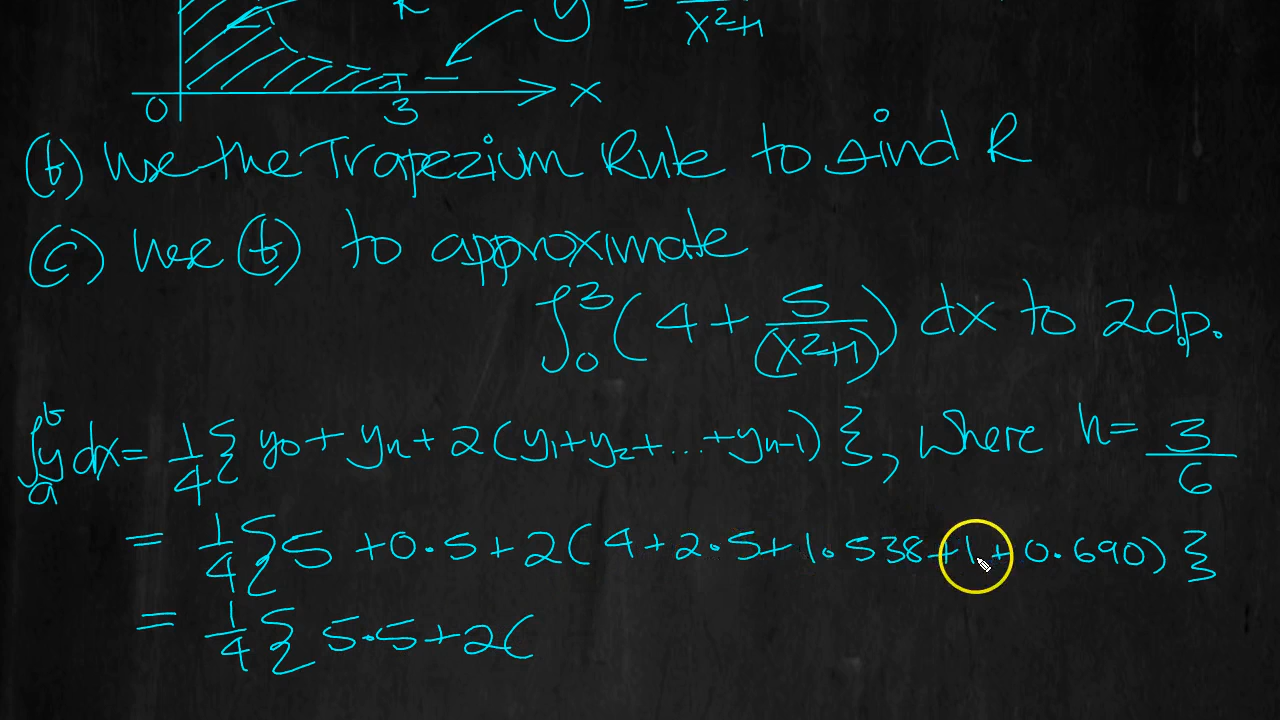 R y = x²+1
0 3 x
(b) Use the Trapezium Rule to find R
(c) Use (b) to approximate
∫₀³ (4 + 5/(x²+1)) dx to 2dp.
∫ₐᵇ y dx = 1/4 { y0 + yn + 2(y1 + y2 + ... + yn-1) }, where h = 3/6
= 1/4 { 5 + 0.5 + 2(4 + 2.5 + 1.538 + 1 + 0.690) }
= 1/4 { 5.5 + 2(